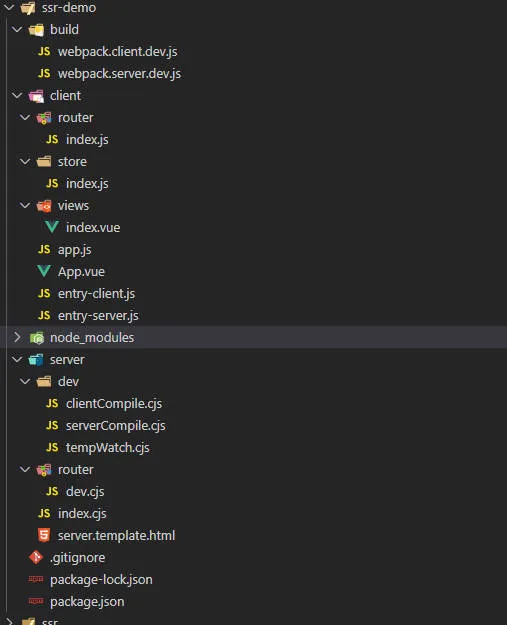 ssr-demo
build
JS webpack.client.dev.js
JS webpack.server.dev.js
client
router
JS index.js
store
JS index.js
views
index.vue
JS app.js
App.vue
JS entry-client.js
JS entry-server.js
node_modules
server
dev
JS clientCompile.cjs
JS serverCompile.cjs
JS tempWatch.cjs
router
JS dev.cjs
JS index.cjs
server.template.html
.gitignore
package-lock.json
package.json
ssr